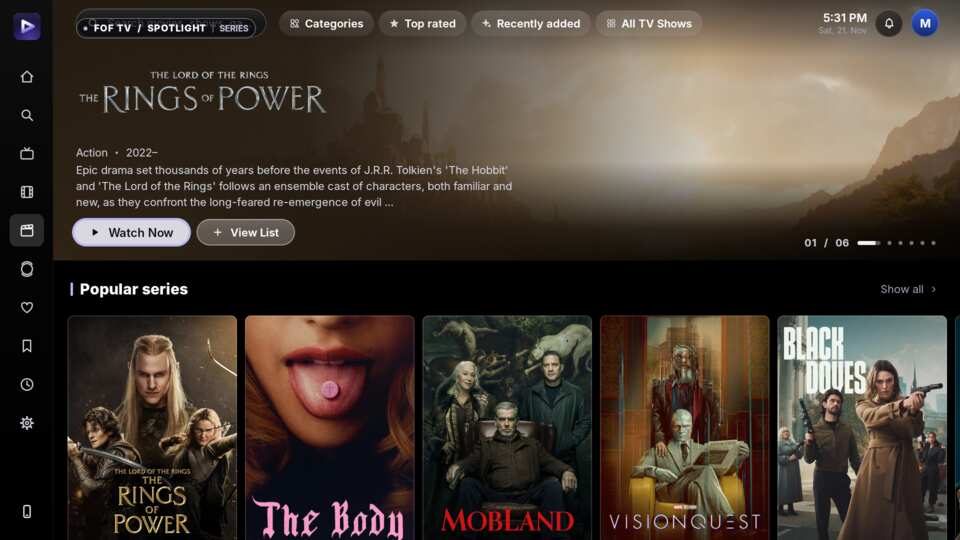 FOF TV / SPOTLIGHT | SERIES
Categories
Top rated
Recently added
All TV Shows
5:31 PM
Sat, 21. Nov
M
THE LORD OF THE RINGS
THE RINGS OF POWER
Action • 2022–
Epic drama set thousands of years before the events of J.R.R. Tolkien's 'The Hobbit'
and 'The Lord of the Rings' follows an ensemble cast of characters, both familiar and
new, as they confront the long-feared re-emergence of evil ...
Watch Now
View List
01 / 06
Popular series
Show all
THE LORD OF THE RINGS
THE
RINGS
OF
POWER
The Body
MOBLAND
VISIONQUEST
BLACK
DOVES